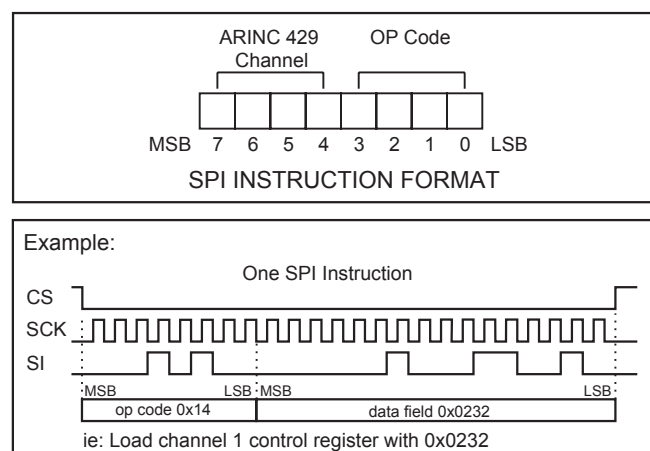 ARINC 429 OP Code
Channel
MSB 7 6 5 4 3 2 1 0 LSB
SPI INSTRUCTION FORMAT
Example:
One SPI Instruction
CS
SCK
SI
MSB LSB MSB LSB
op code 0x14 data field 0x0232
ie: Load channel 1 control register with 0x0232